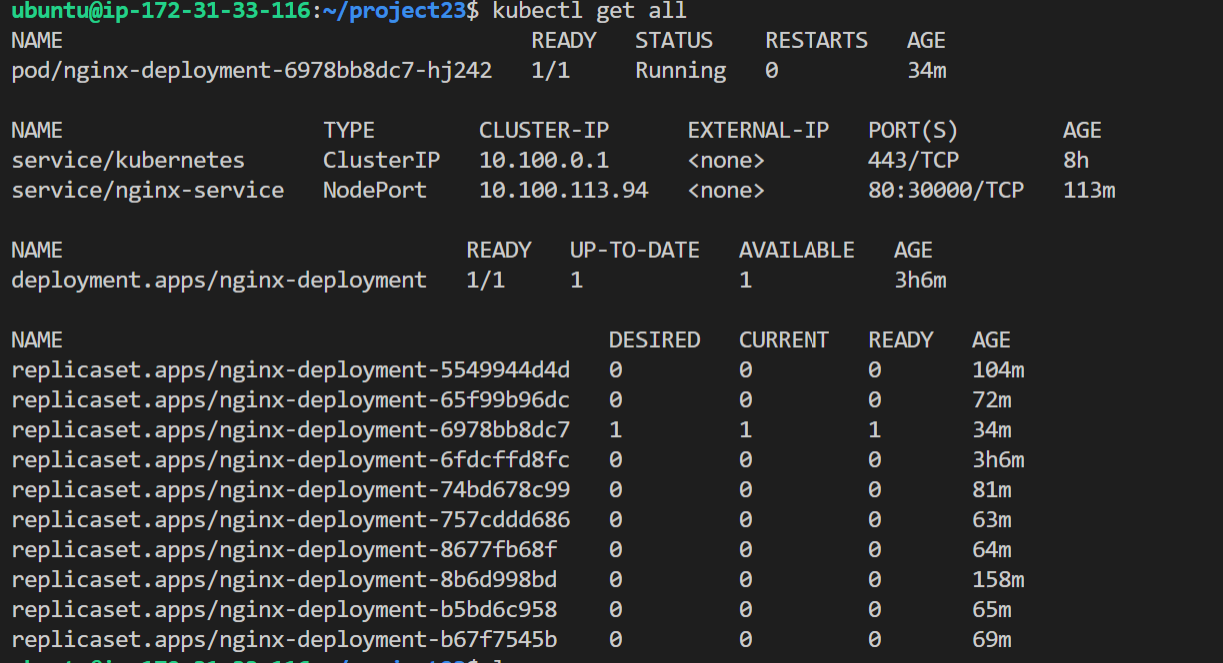 ubuntu@ip-172-31-33-116:~/project23$ kubectl get all
NAME READY STATUS RESTARTS AGE
pod/nginx-deployment-6978bb8dc7-hj242 1/1 Running 0 34m
NAME TYPE CLUSTER-IP EXTERNAL-IP PORT(S) AGE
service/kubernetes ClusterIP 10.100.0.1 <none> 443/TCP 8h
service/nginx-service NodePort 10.100.113.94 <none> 80:30000/TCP 113m
NAME READY UP-TO-DATE AVAILABLE AGE
deployment.apps/nginx-deployment 1/1 1 1 3h6m
NAME DESIRED CURRENT READY AGE
replicaset.apps/nginx-deployment-5549944d4d 0 0 0 104m
replicaset.apps/nginx-deployment-65f99b96dc 0 0 0 72m
replicaset.apps/nginx-deployment-6978bb8dc7 1 1 1 34m
replicaset.apps/nginx-deployment-6fdcffd8fc 0 0 0 3h6m
replicaset.apps/nginx-deployment-74bd678c99 0 0 0 81m
replicaset.apps/nginx-deployment-757cddd686 0 0 0 63m
replicaset.apps/nginx-deployment-8677fb68f 0 0 0 64m
replicaset.apps/nginx-deployment-8b6d998bd 0 0 0 158m
replicaset.apps/nginx-deployment-b5bd6c958 0 0 0 65m
replicaset.apps/nginx-deployment-b67f7545b 0 0 0 69m